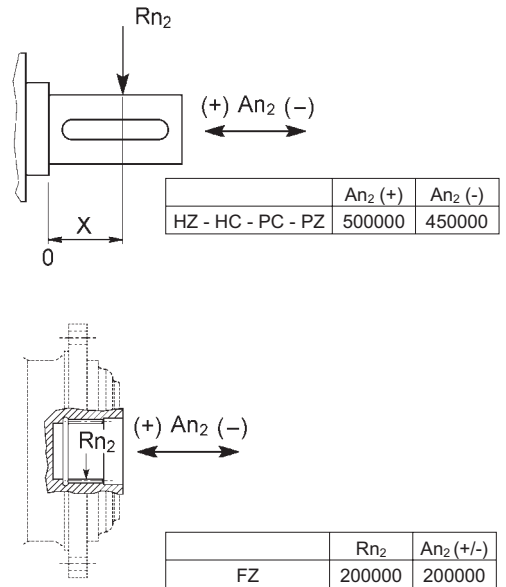 Rn₂
(+) An₂ (−)
An₂ (+) An₂ (-)
HZ - HC - PC - PZ 500000 450000
X
0
(+) An₂ (−)
Rn₂
Rn₂ An₂ (+/-)
FZ 200000 200000